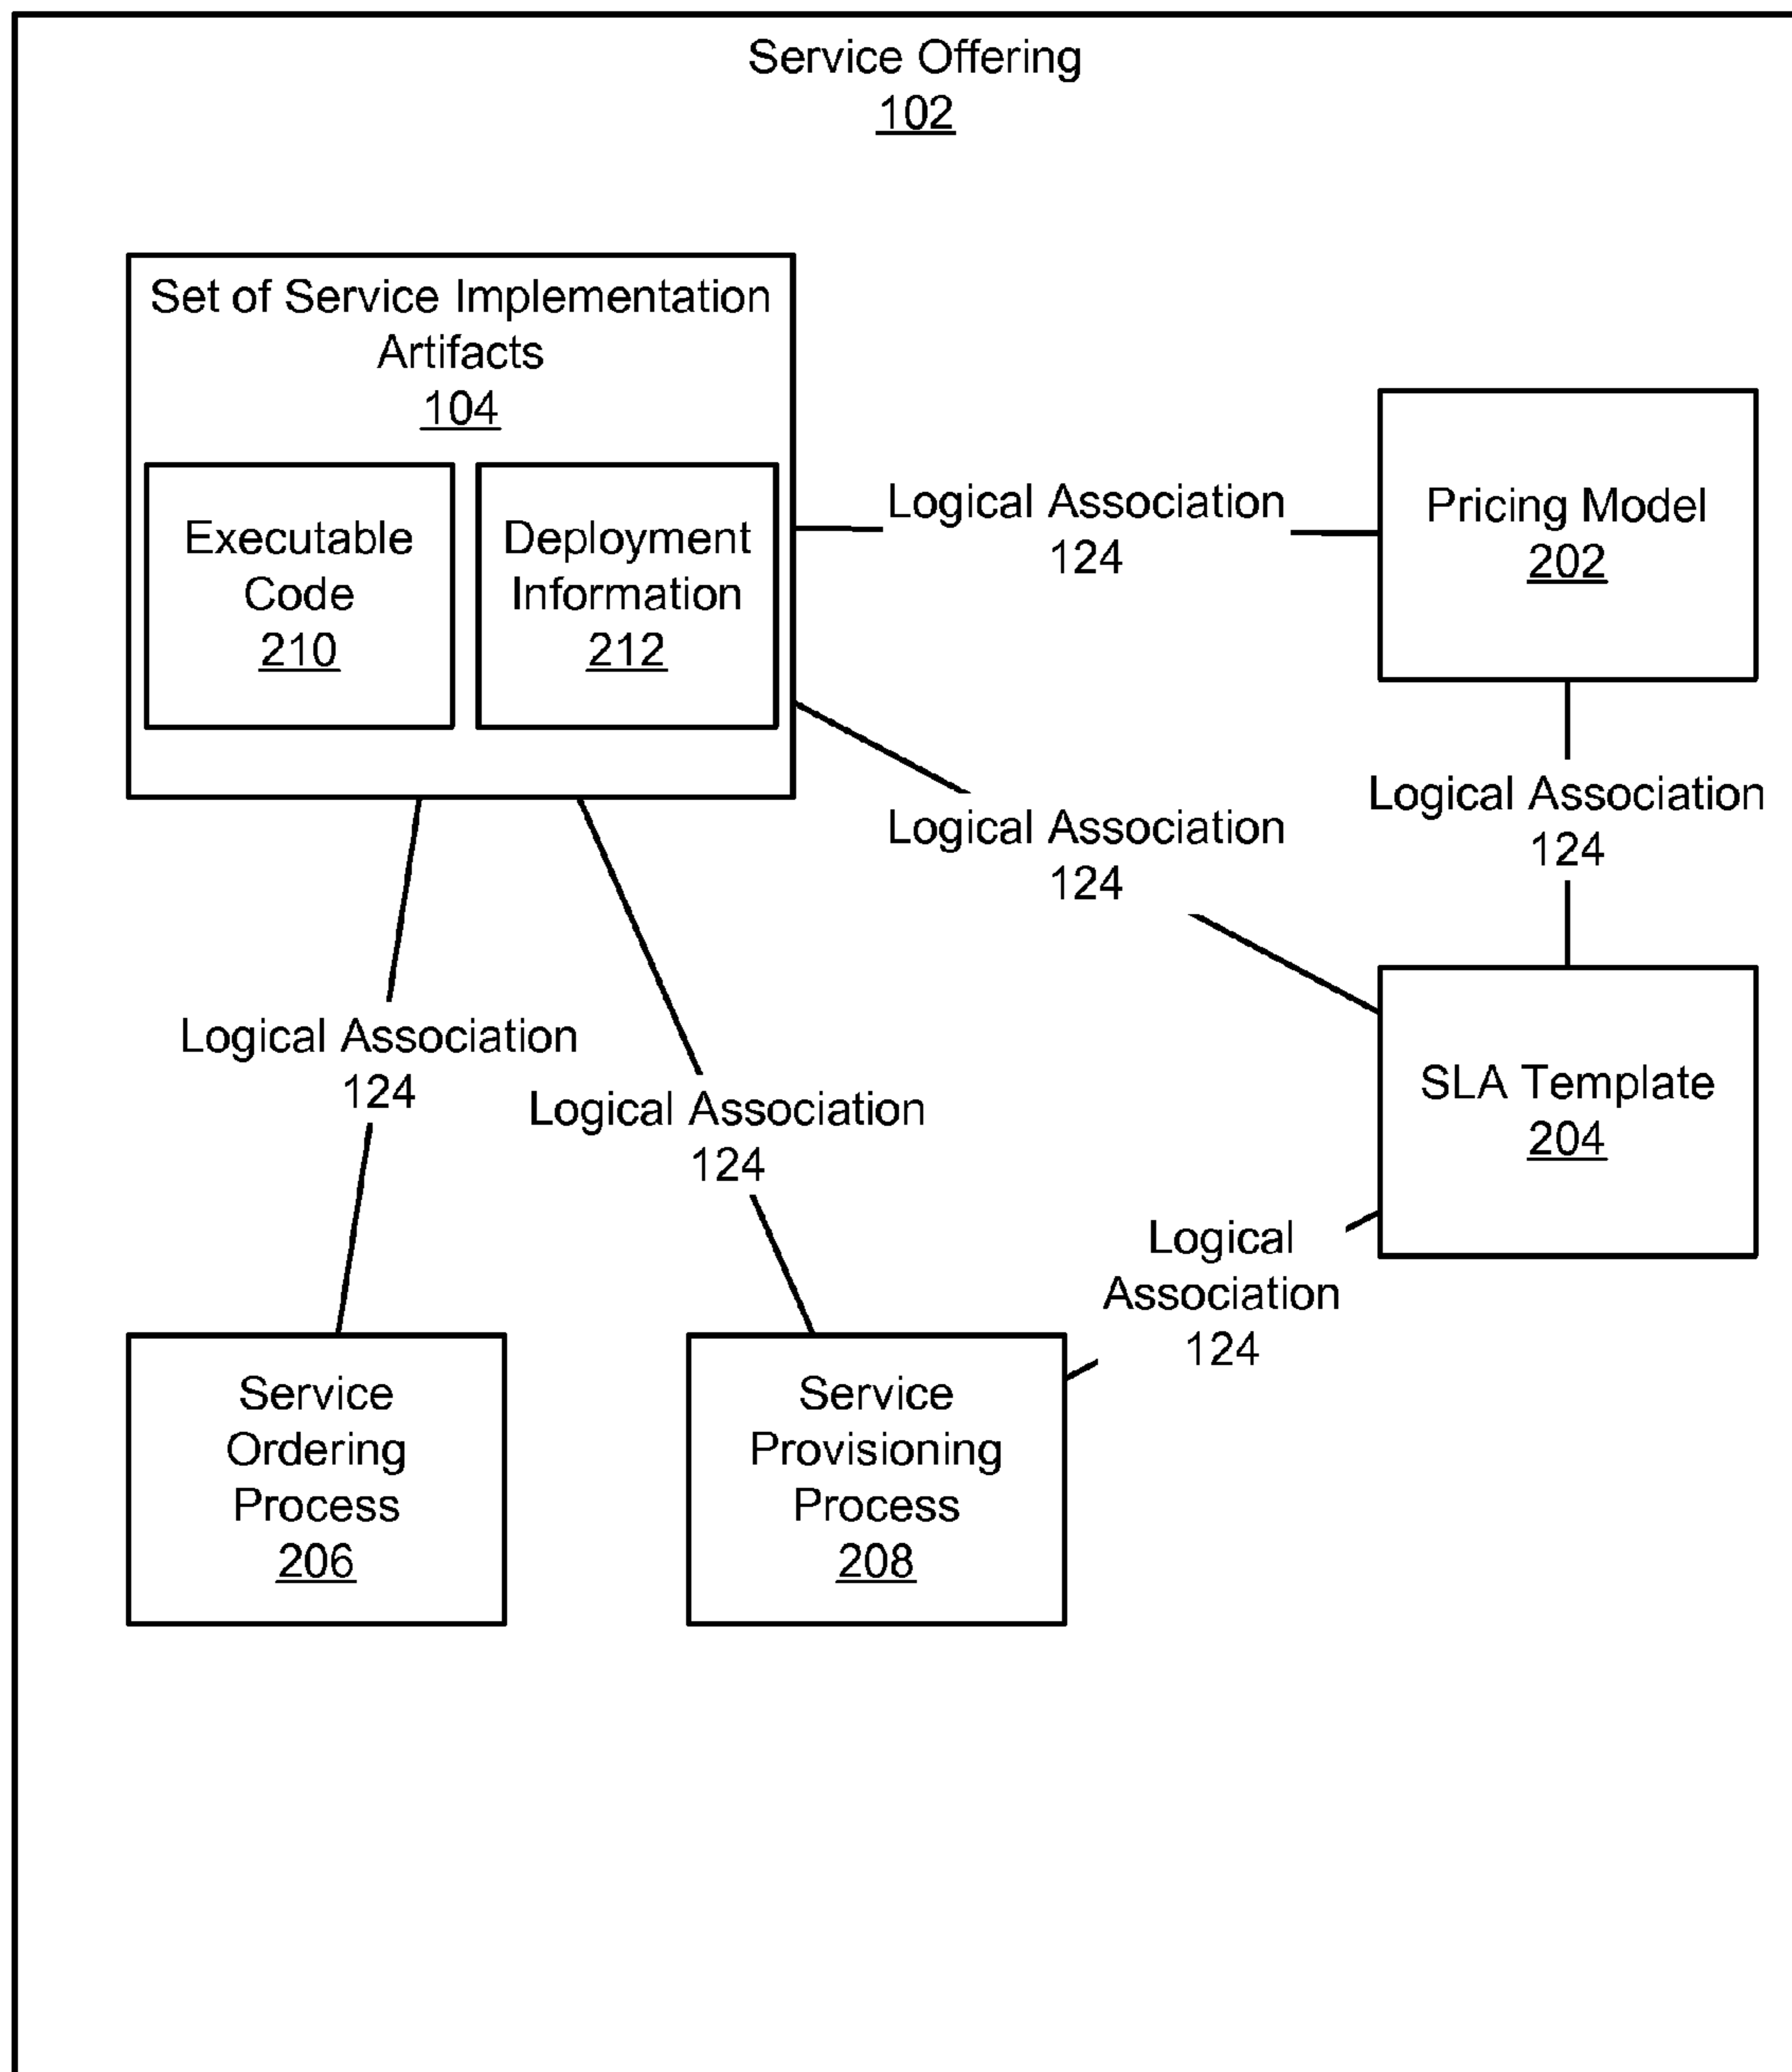 Service Offering
102
Set of Service Implementation
Artifacts
104
Executable
Code
210
Deployment
Information
212
Logical Association
124
Pricing Model
202
Logical Association
124
Logical Association
124
Logical Association
124
Logical Association
124
SLA Template
204
Logical
Association
124
Service
Ordering
Process
206
Service
Provisioning
Process
208